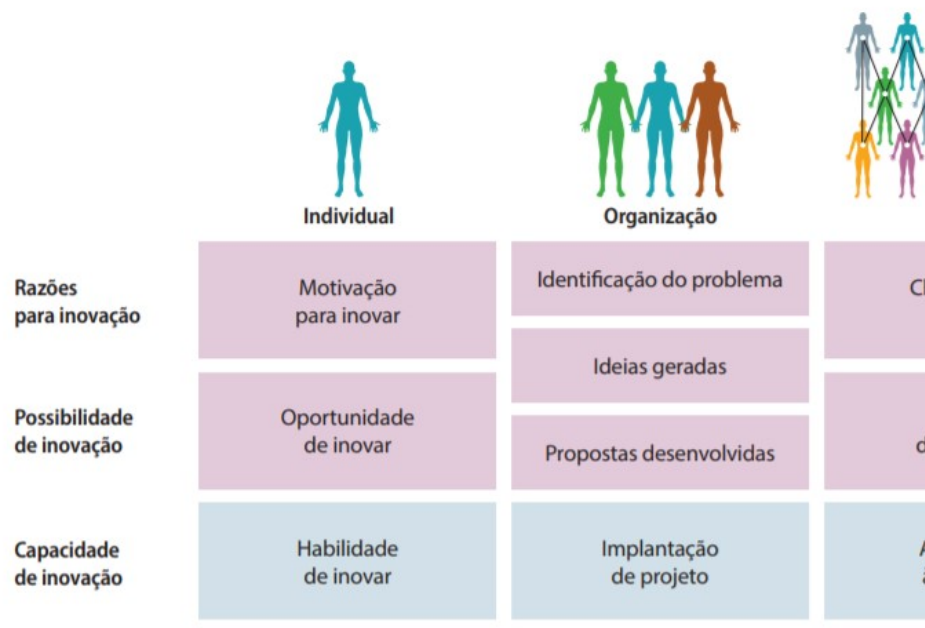 Individual
Organização
Razões
para inovação
Motivação
para inovar
Identificação do problema
Ideias geradas
Possibilidade
de inovação
Oportunidade
de inovar
Propostas desenvolvidas
Capacidade
de inovação
Habilidade
de inovar
Implantação
de projeto